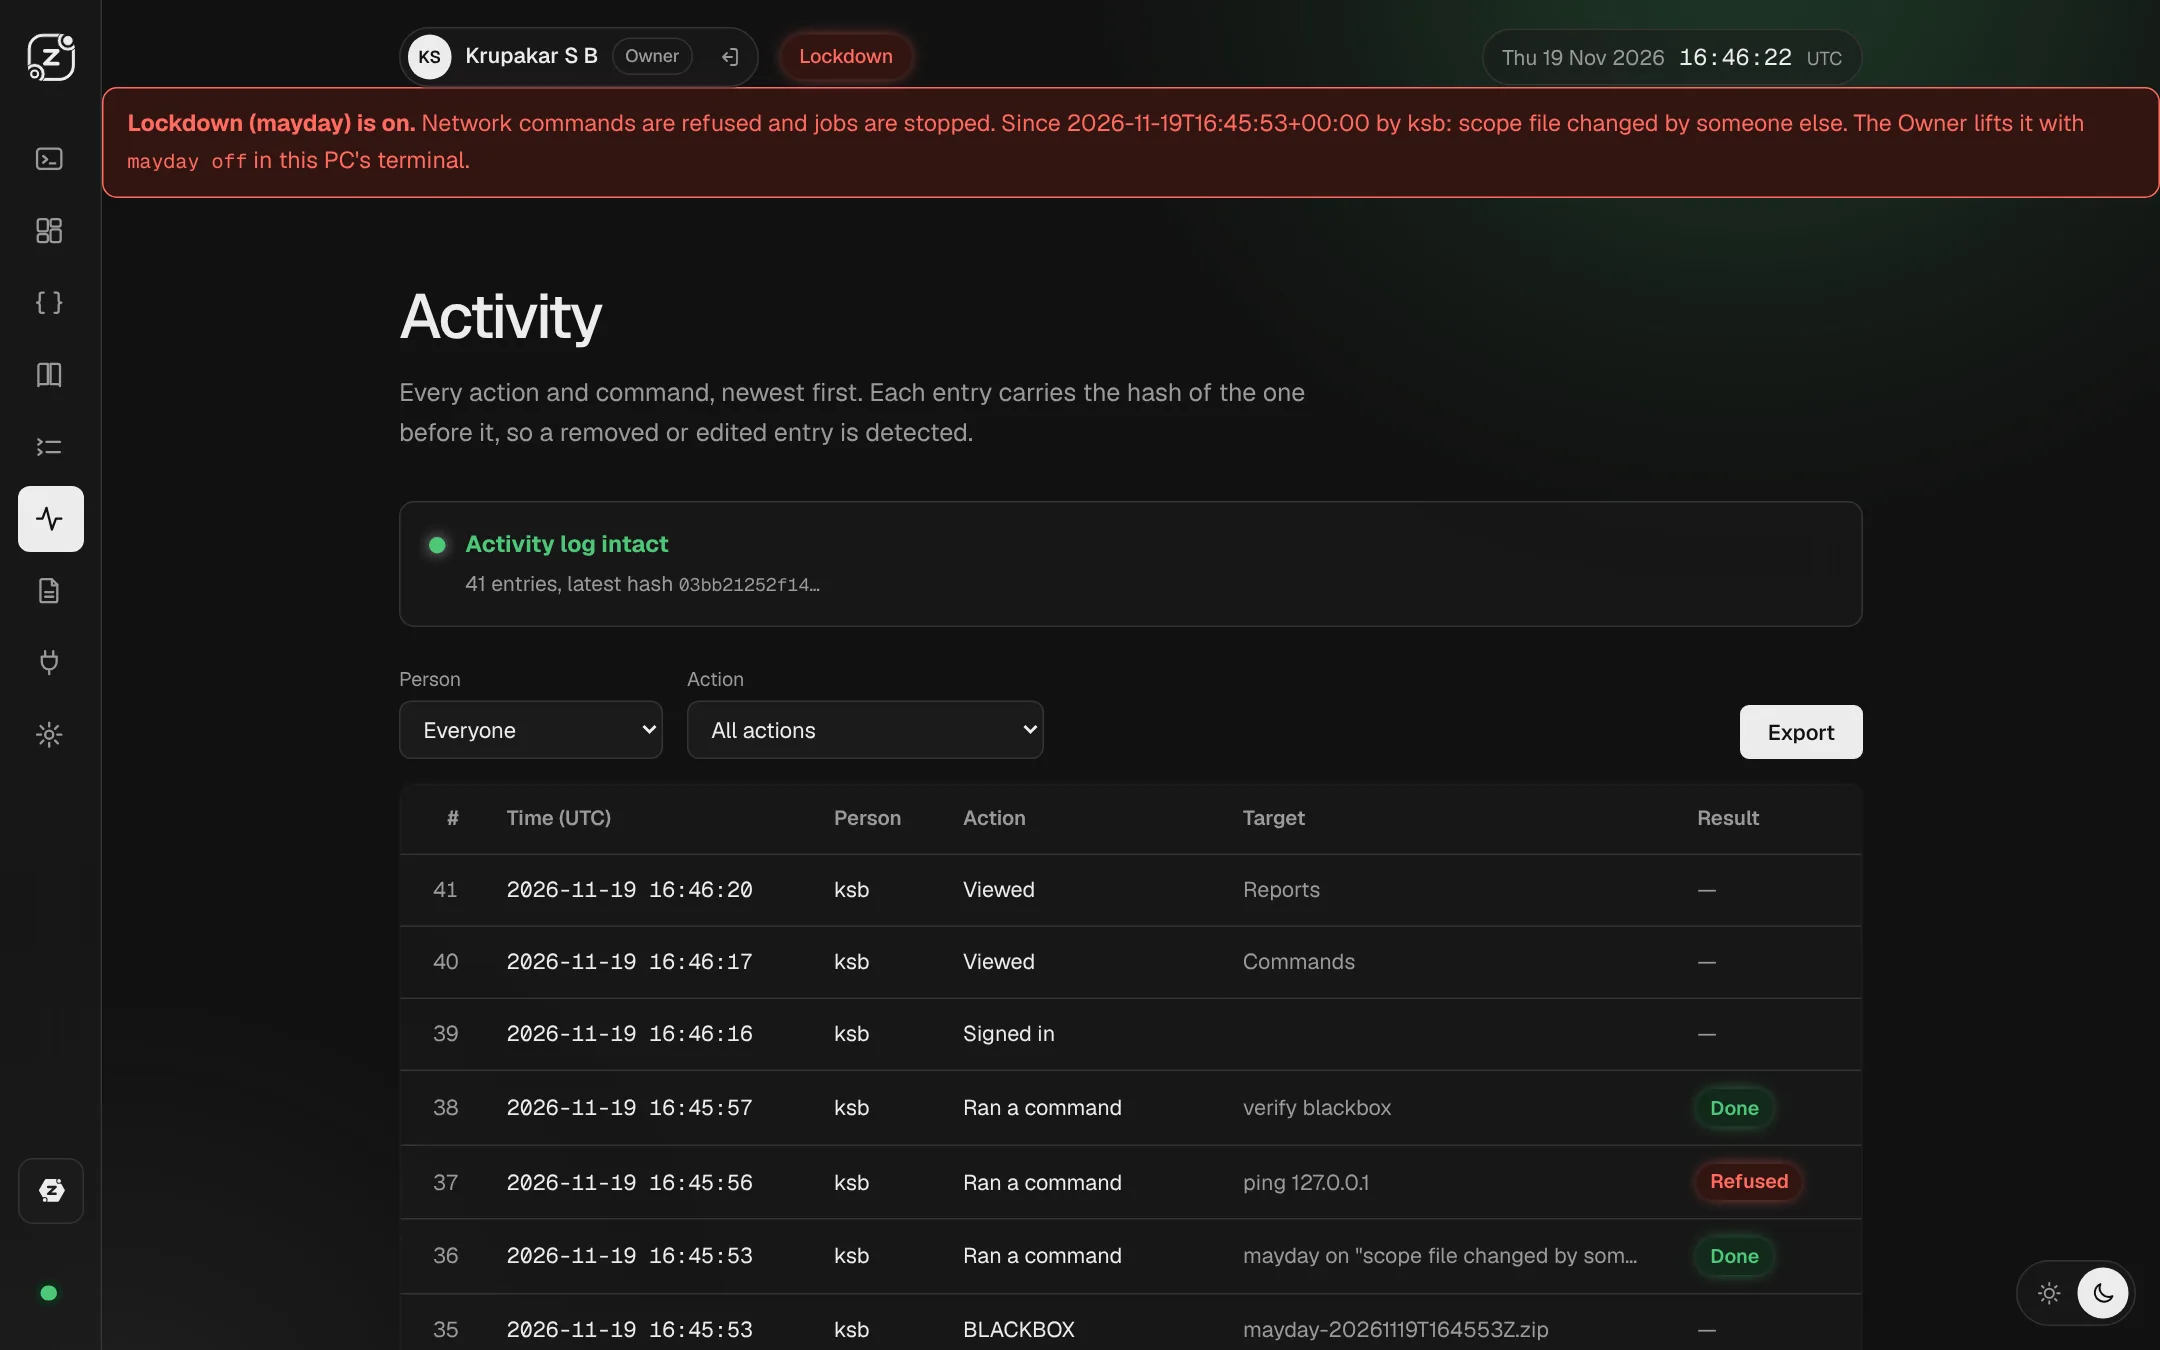 KS Krupakar S B Owner Lockdown Thu 19 Nov 2026 16:46:22 UTC
Lockdown (mayday) is on. Network commands are refused and jobs are stopped. Since 2026-11-19T16:45:53+00:00 by ksb: scope file changed by someone else. The Owner lifts it with
mayday off in this PC's terminal.
Activity
Every action and command, newest first. Each entry carries the hash of the one
before it, so a removed or edited entry is detected.
Activity log intact
41 entries, latest hash 03bb21252f14…
Person Action
Everyone All actions Export
# Time (UTC) Person Action Target Result
41 2026-11-19 16:46:20 ksb Viewed Reports —
40 2026-11-19 16:46:17 ksb Viewed Commands —
39 2026-11-19 16:46:16 ksb Signed in —
38 2026-11-19 16:45:57 ksb Ran a command verify blackbox Done
37 2026-11-19 16:45:56 ksb Ran a command ping 127.0.0.1 Refused
36 2026-11-19 16:45:53 ksb Ran a command mayday on "scope file changed by som… Done
35 2026-11-19 16:45:53 ksb BLACKBOX mayday-20261119T164553Z.zip —